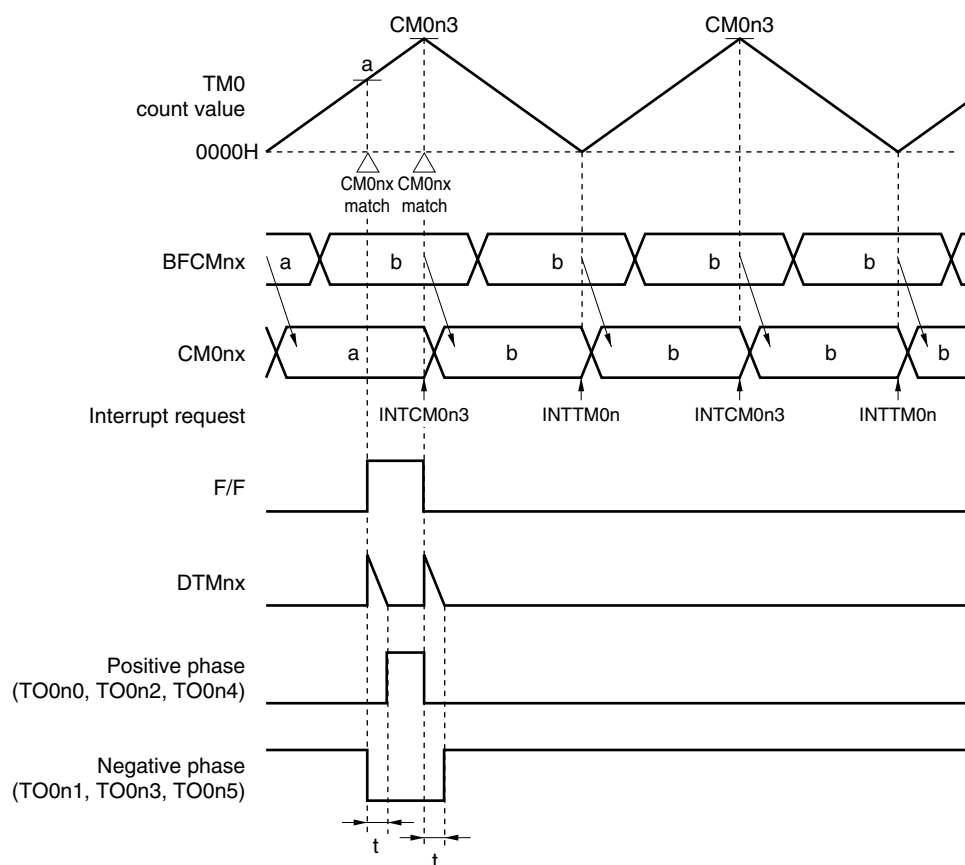 CM0n3 CM0n3
a
TM0
count value
0000H
CM0nx CM0nx
match match
BFCMnx a b b b b
CM0nx a b b b b
Interrupt request INTCM0n3 INTTM0n INTCM0n3 INTTM0n
F/F
DTMnx
Positive phase
(TO0n0, TO0n2, TO0n4)
Negative phase
(TO0n1, TO0n3, TO0n5)
t t